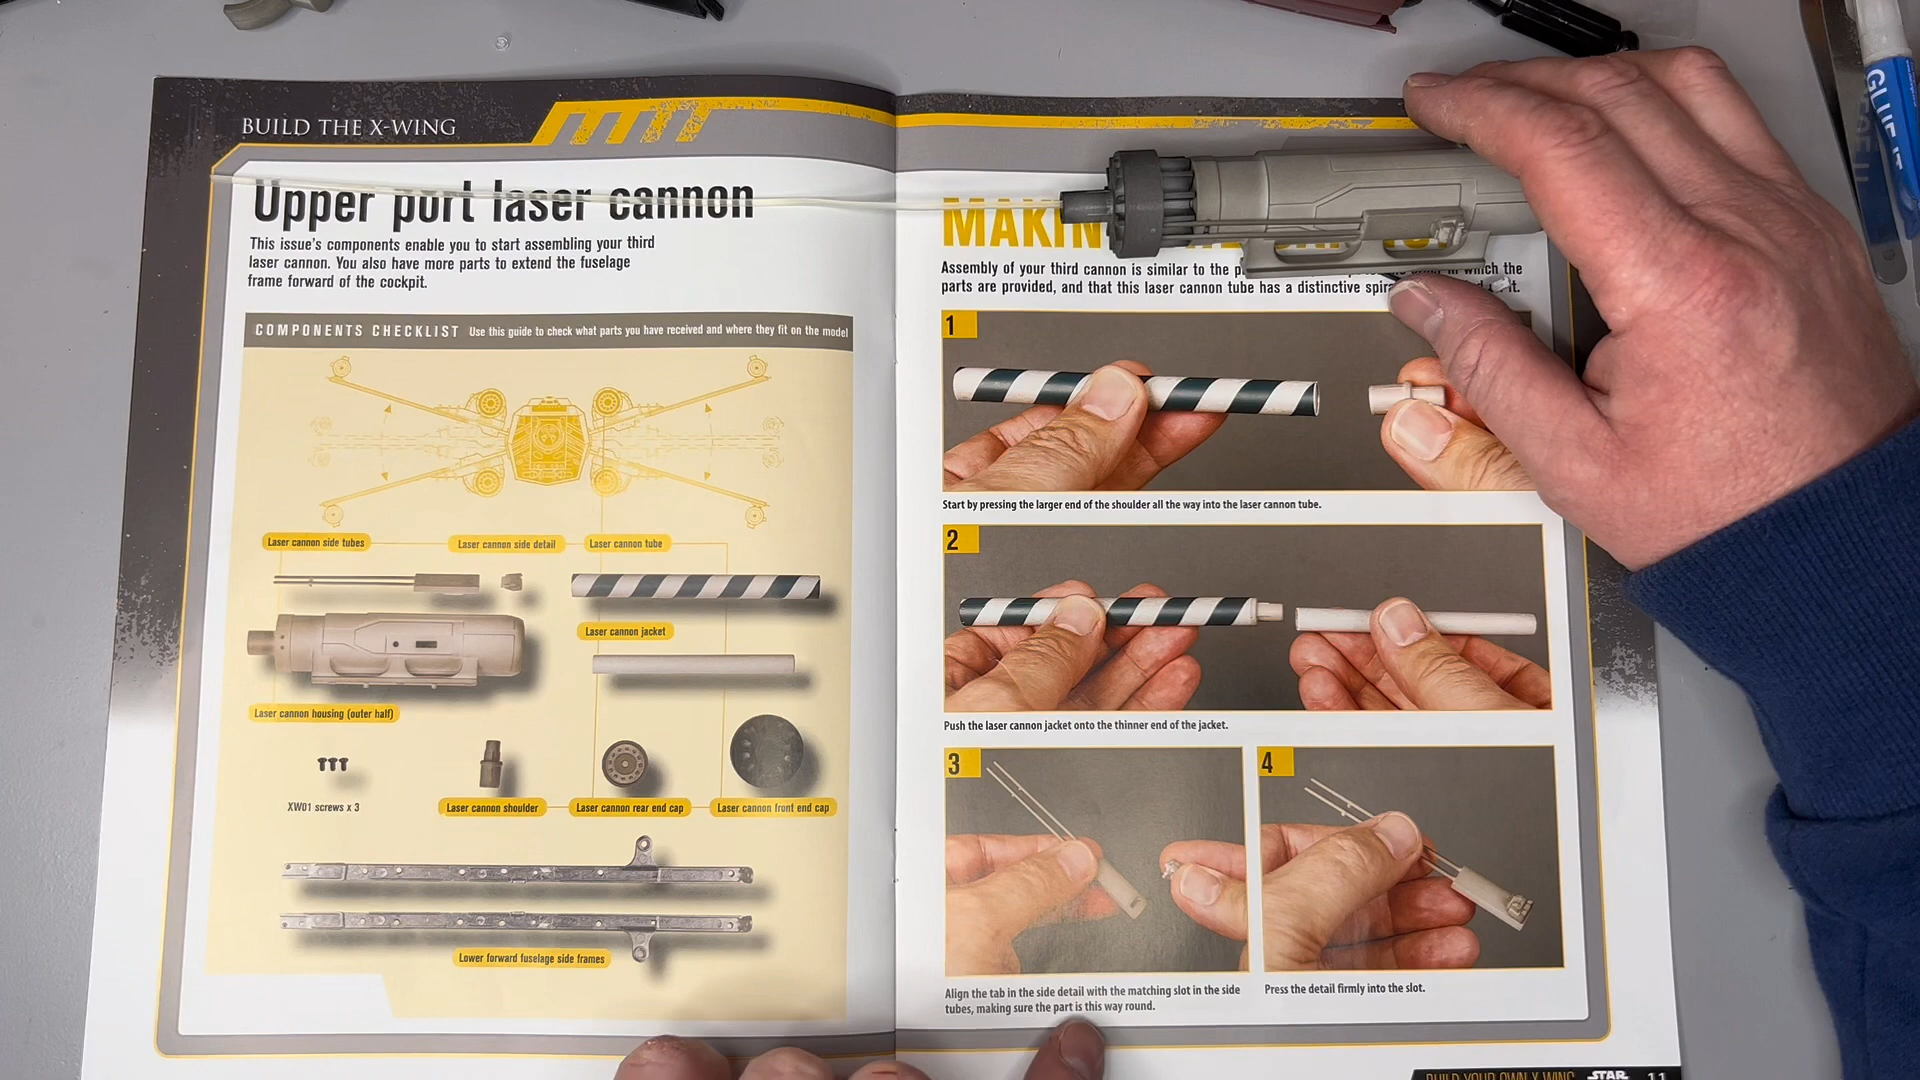 BUILD THE X-WING
Upper port laser cannon
This issue's components enable you to start assembling your third
laser cannon. You also have more parts to extend the fuselage
frame forward of the cockpit.
COMPONENTS CHECKLIST Use this guide to check what parts you have received and where they fit on the model
Laser cannon side tubes
Laser cannon side detail
Laser cannon tube
Laser cannon jacket
Laser cannon housing (outer half)
XW01 screws x 3
Laser cannon shoulder
Laser cannon rear end cap
Laser cannon front end cap
Lower forward fuselage side frames
Assembly of your third cannon is similar to the which the
parts are provided, and that this laser cannon tube has a distinctive it.
1
Start by pressing the larger end of the shoulder all the way into the laser cannon tube.
2
Push the laser cannon jacket onto the thinner end of the jacket.
3
4
Align the tab in the side detail with the matching slot in the side
tubes, making sure the part is this way round.
Press the detail firmly into the slot.
BUILD YOUR OWN X-WING STAR 11